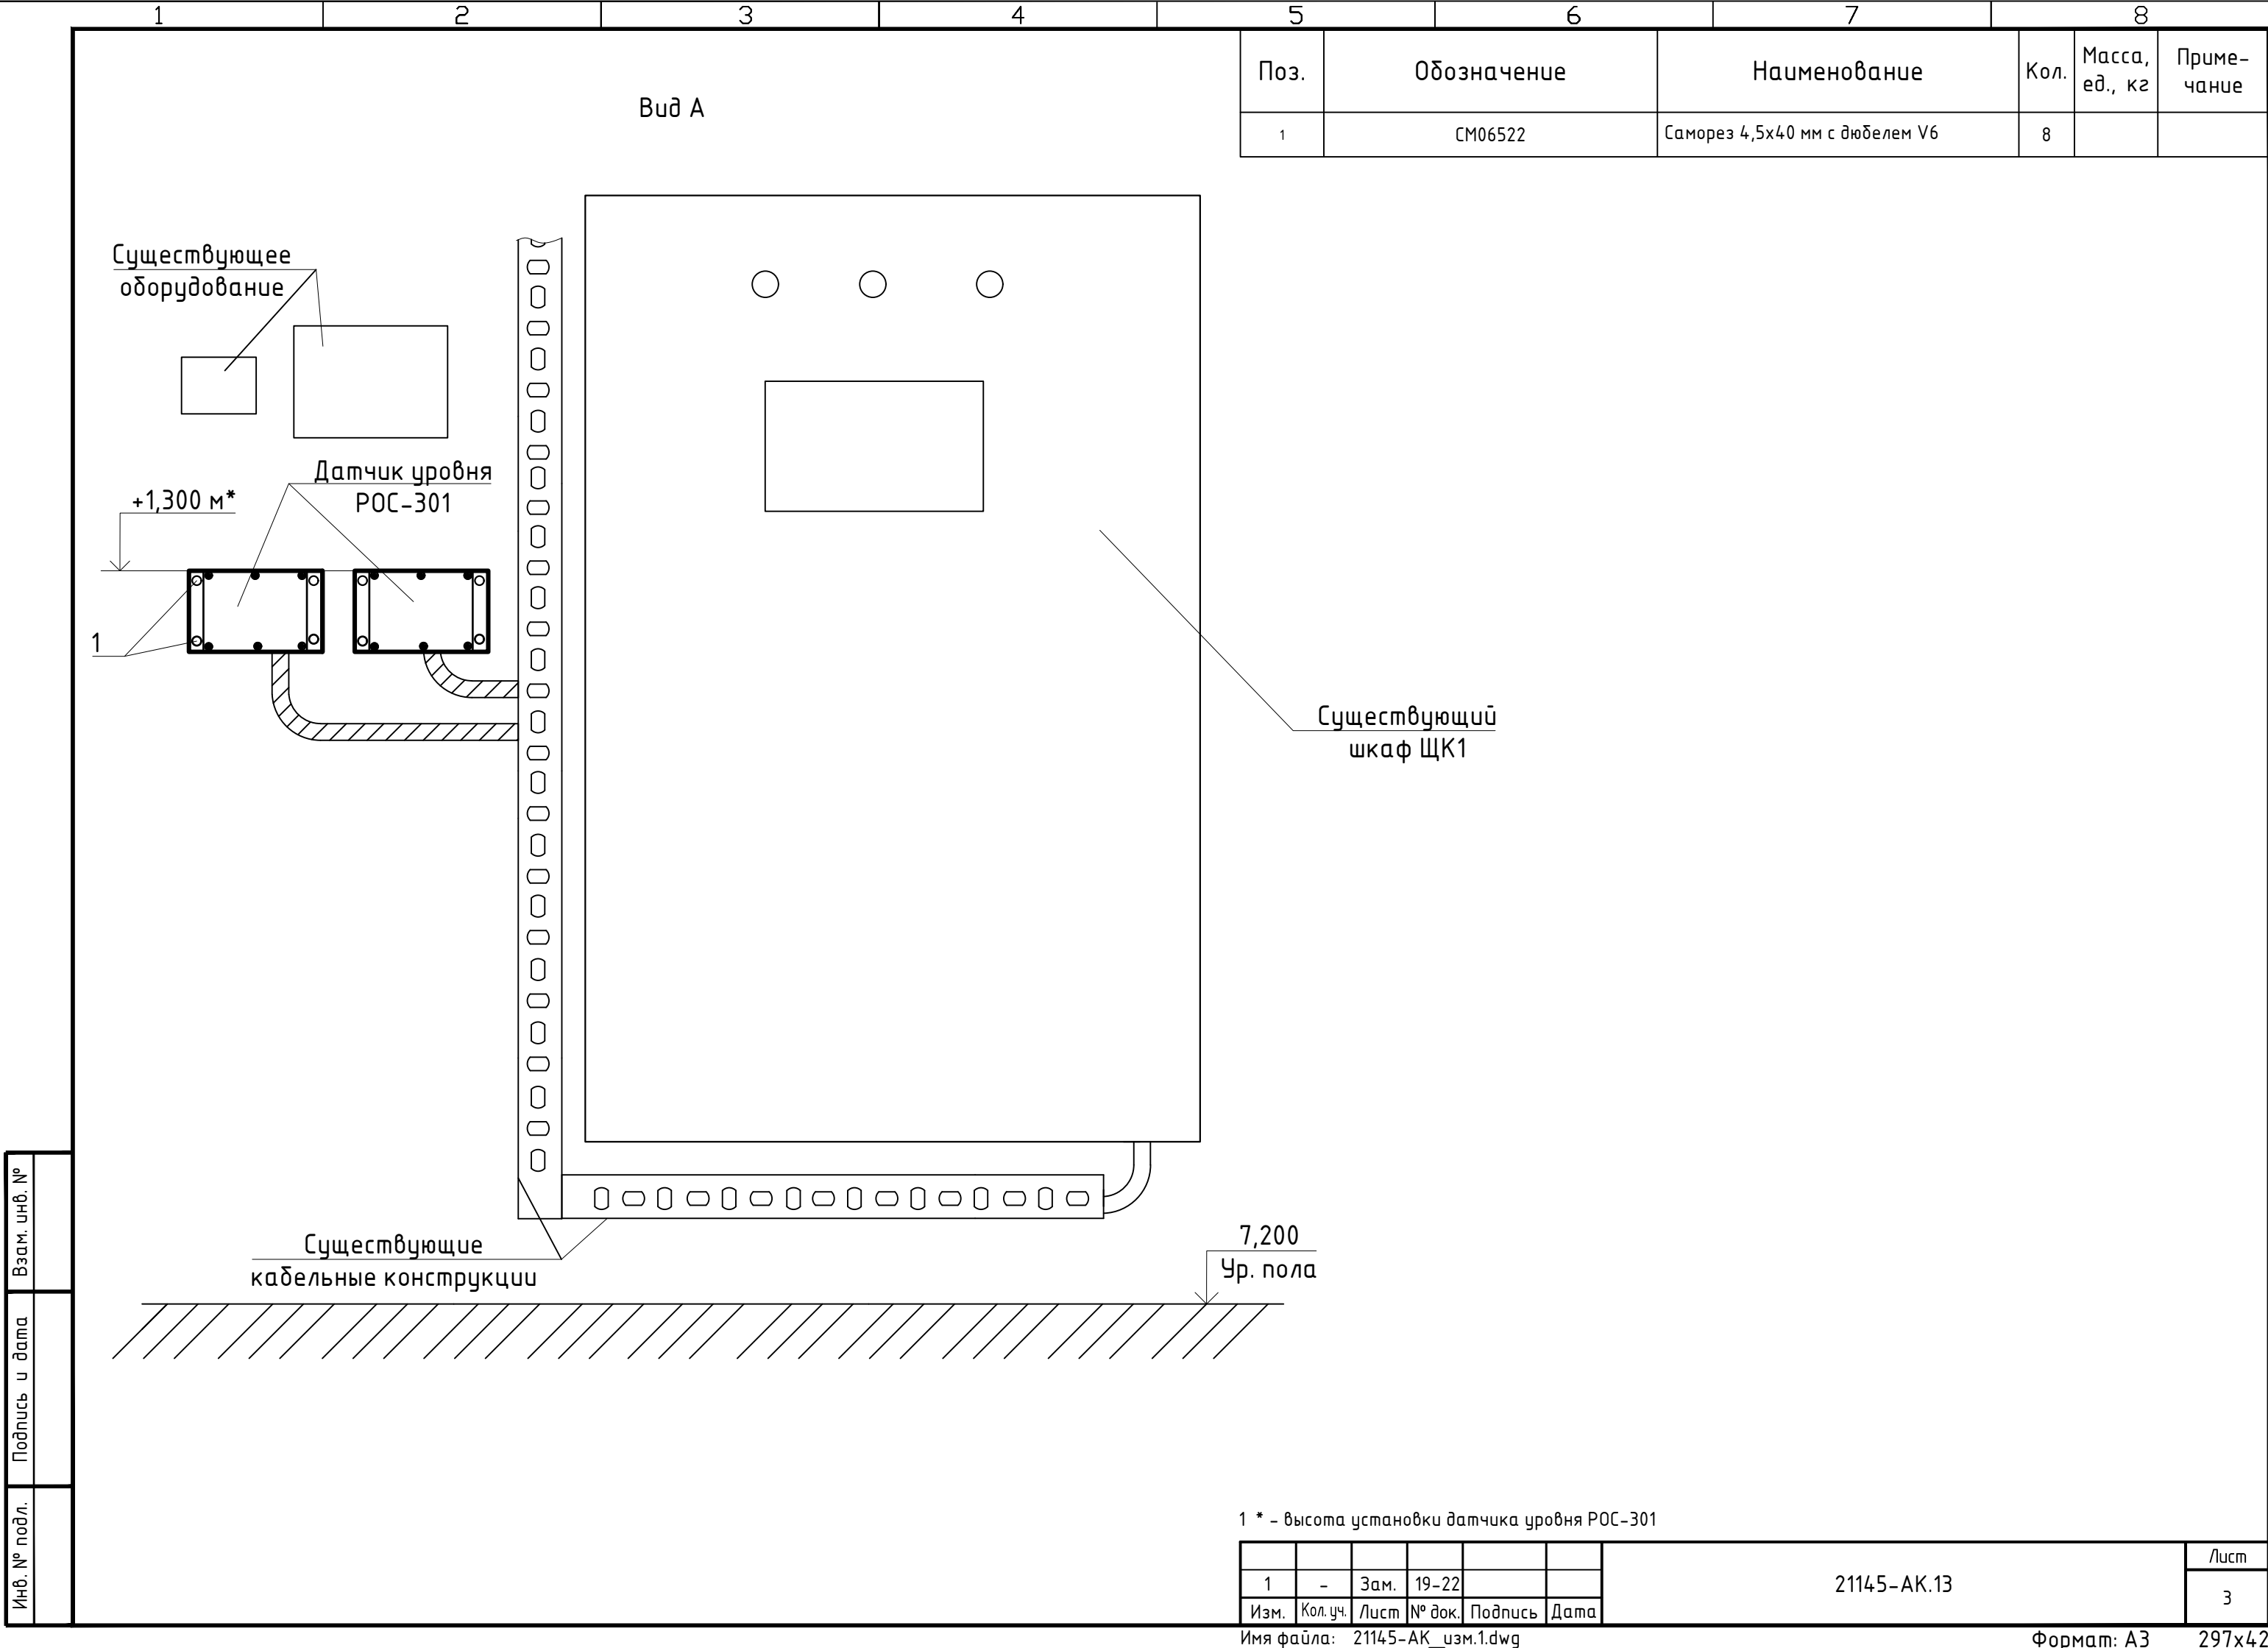 1 2 3 4 5 6 7 8
Поз. Обозначение Наименование Кол. Масса, ед., кг Приме-чание
1 СМ06522 Саморез 4,5х40 мм с дюбелем V6 8
Вид А
Существующее
оборудование
Датчик уровня
РОС-301
+1,300 м*
1
Существующий
шкаф ЩК1
Существующие
кабельные конструкции
7,200
Ур. пола
Взам. инв. №
Подпись и дата
Инв. № подл.
1 * - высота установки датчика уровня РОС-301
1 - Зам. 19-22
Изм. Кол. уч. Лист № док. Подпись Дата
21145-АК.13
Лист
3
Имя файла: 21145-АК_изм.1.dwg
Формат: А3 297х42